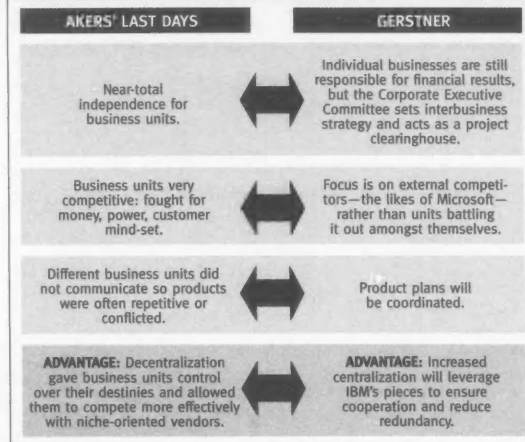 AKERS' LAST DAYS
GERSTNER
Near-total
independence for
business units.
Individual businesses are still
responsible for financial results,
but the Corporate Executive
Committee sets interbusiness
strategy and acts as a project
clearinghouse.
Business units very
competitive: fought for
money, power, customer
mind-set.
Focus is on external competi-
tors—the likes of Microsoft—
rather than units battling
it out amongst themselves.
Different business units did
not communicate so products
were often repetitive or
conflicted.
Product plans will
be coordinated.
ADVANTAGE: Decentralization
gave business units control
over their destinies and allowed
them to compete more effectively
with niche-oriented vendors.
ADVANTAGE: Increased
centralization will leverage
IBM's pieces to ensure
cooperation and reduce
redundancy.